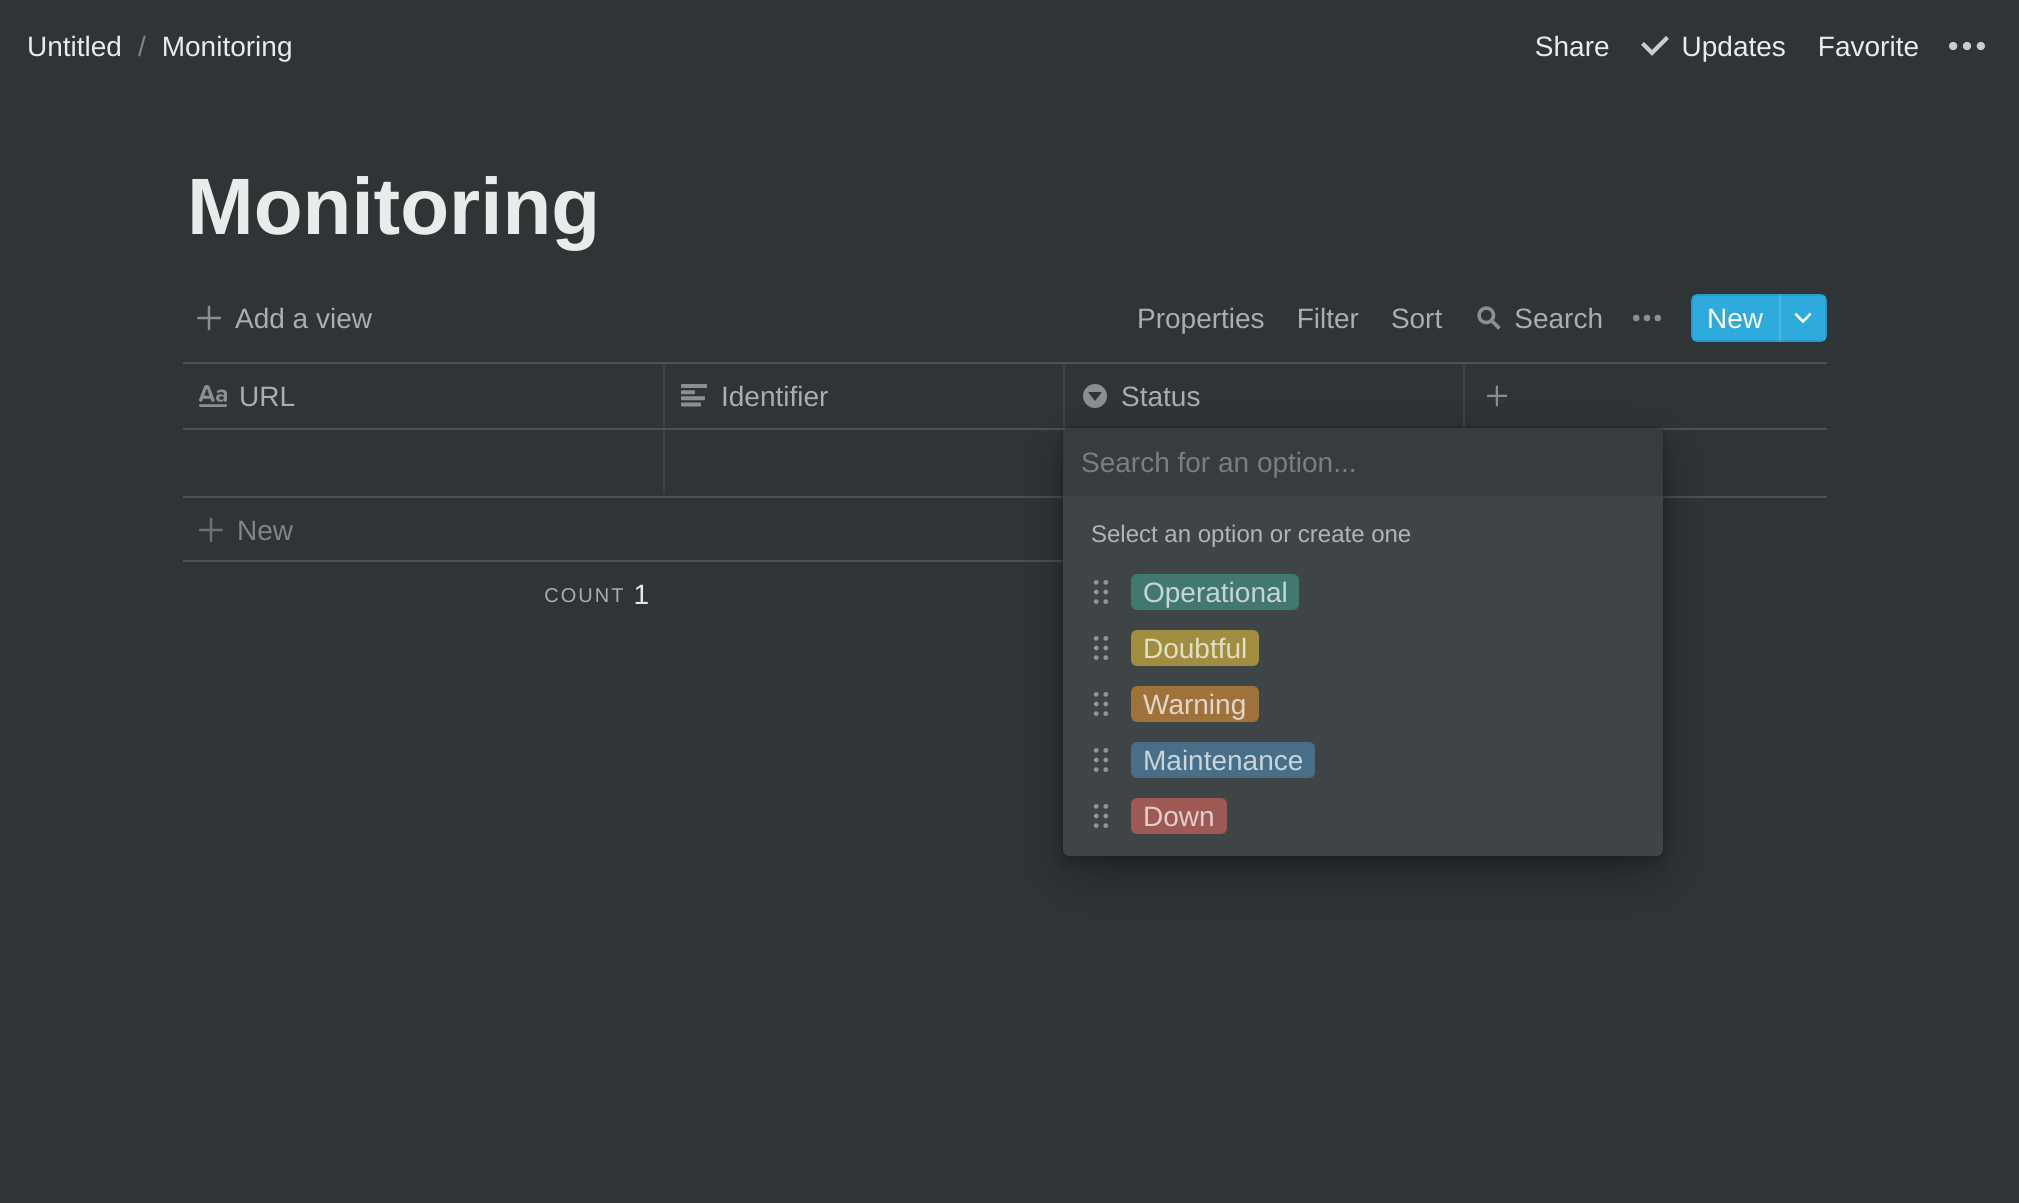 Untitled / Monitoring Share Updates Favorite
Monitoring
Add a view Properties Filter Sort Search New
Aa URL Identifier Status
Search for an option...
Select an option or create one
New
Operational
COUNT 1
Doubtful
Warning
Maintenance
Down